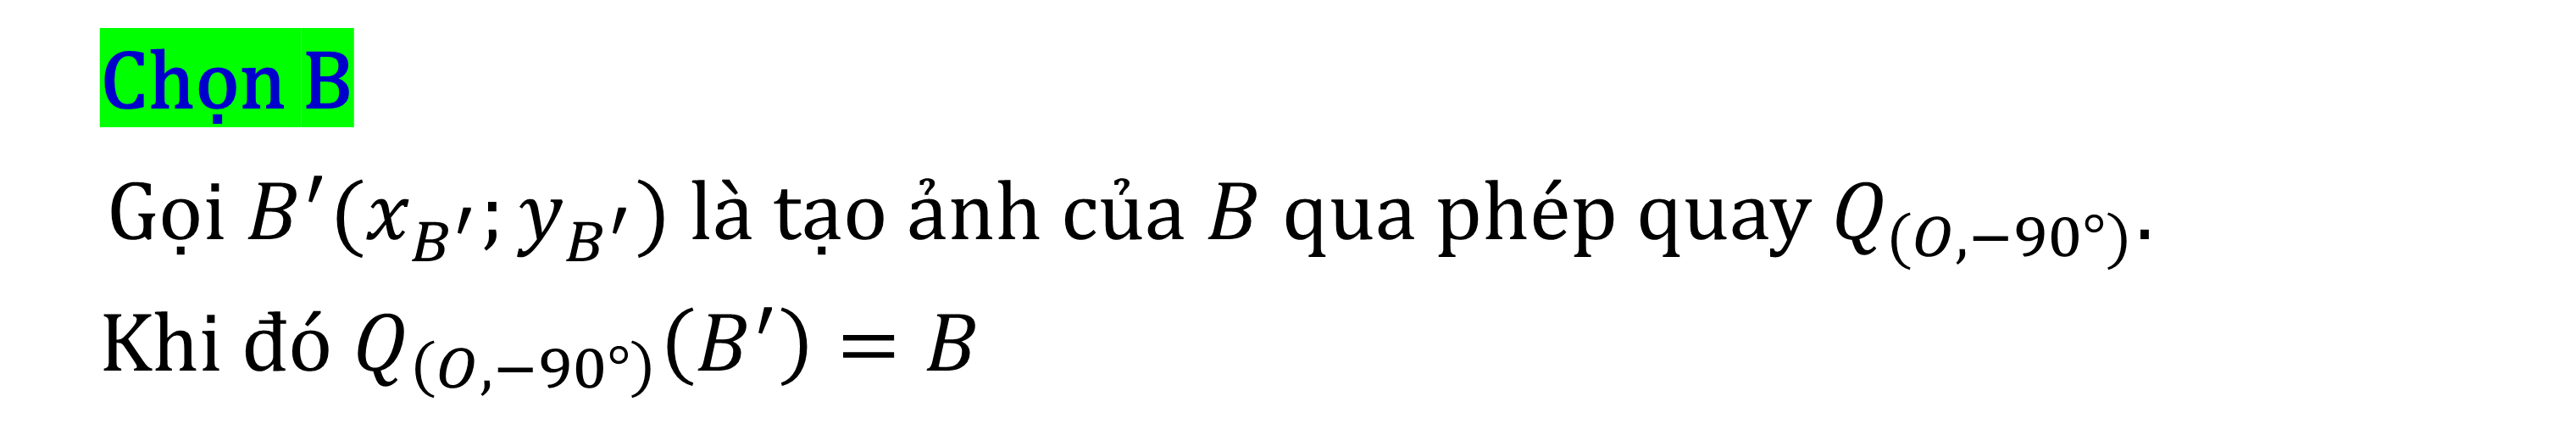 Chọn B
Gọi B′(x_{B′}; y_{B′}) là tạo ảnh của B qua phép quay Q_{(O,−90°)}.
Khi đó Q_{(O,−90°)}(B′) = B